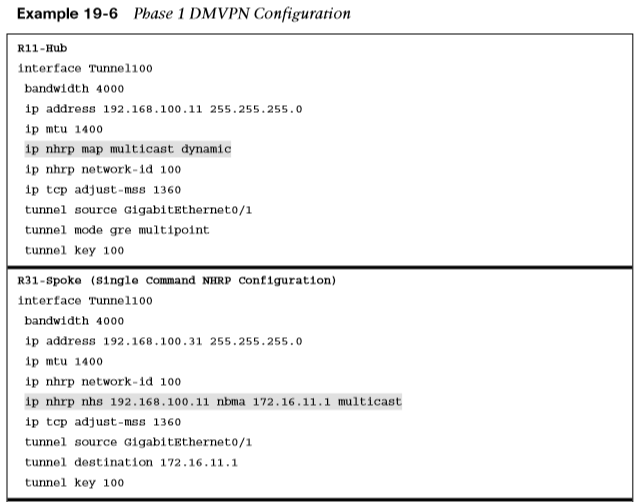 Example 19-6 Phase 1 DMVPN Configuration
R11-Hub
interface Tunnel100
bandwidth 4000
ip address 192.168.100.11 255.255.255.0
ip mtu 1400
ip nhrp map multicast dynamic
ip nhrp network-id 100
ip tcp adjust-mss 1360
tunnel source GigabitEthernet0/1
tunnel mode gre multipoint
tunnel key 100
R31-Spoke (Single Command NHRP Configuration)
interface Tunnel100
bandwidth 4000
ip address 192.168.100.31 255.255.255.0
ip mtu 1400
ip nhrp network-id 100
ip nhrp nhs 192.168.100.11 nbma 172.16.11.1 multicast
ip tcp adjust-mss 1360
tunnel source GigabitEthernet0/1
tunnel destination 172.16.11.1
tunnel key 100